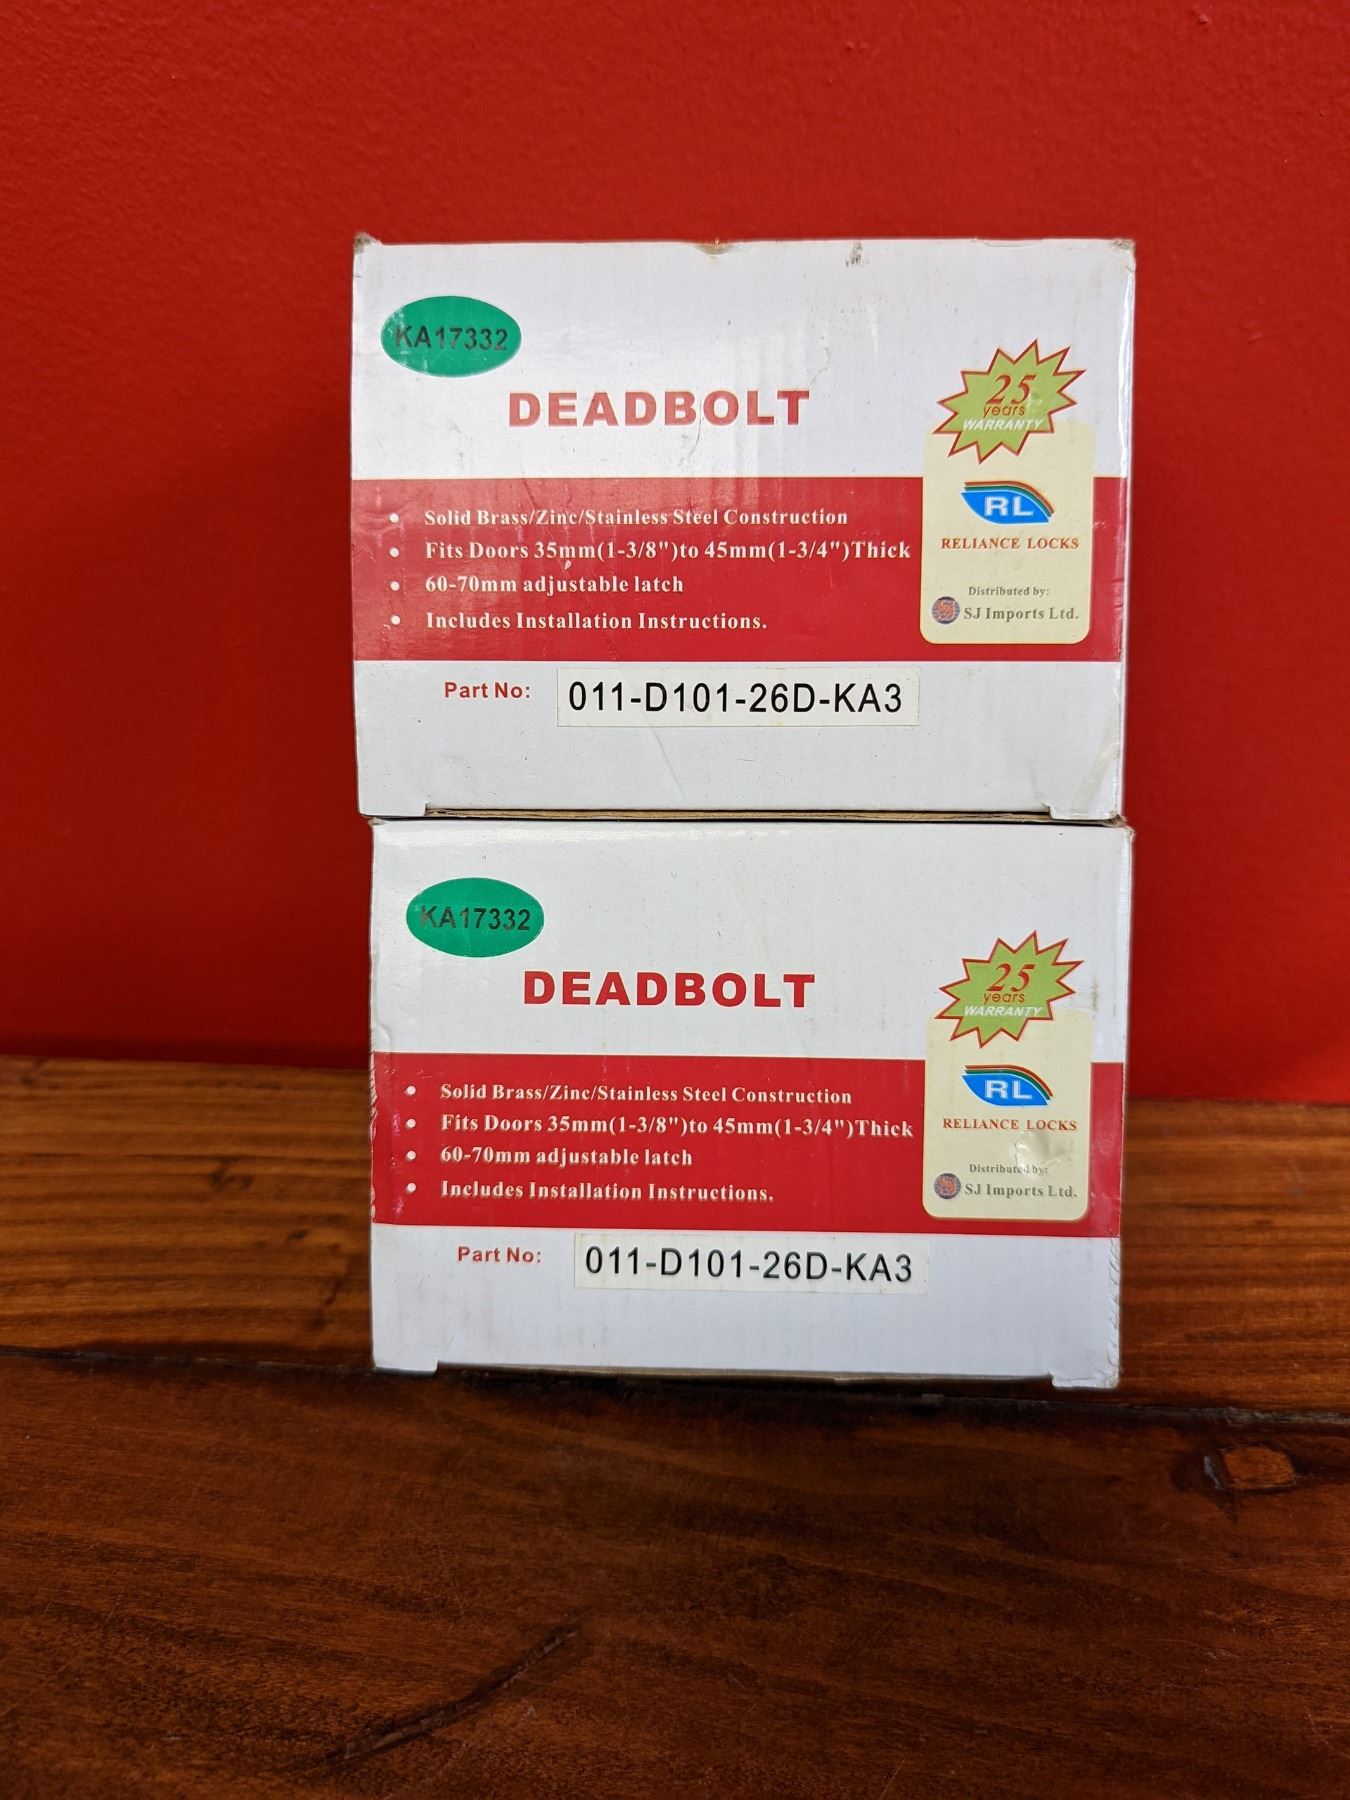 KA17332
DEADBOLT
25
years
WARRANTY
• Solid Brass/Zinc/Stainless Steel Construction
• Fits Doors 35mm(1-3/8")to 45mm(1-3/4")Thick
• 60-70mm adjustable latch
• Includes Installation Instructions.
RL
RELIANCE LOCKS
Distributed by:
SJ Imports Ltd.
Part No: 011-D101-26D-KA3
KA17332
DEADBOLT
25
years
WARRANTY
• Solid Brass/Zinc/Stainless Steel Construction
• Fits Doors 35mm(1-3/8")to 45mm(1-3/4")Thick
• 60-70mm adjustable latch
• Includes Installation Instructions.
RL
RELIANCE LOCKS
Distributed by:
SJ Imports Ltd.
Part No: 011-D101-26D-KA3